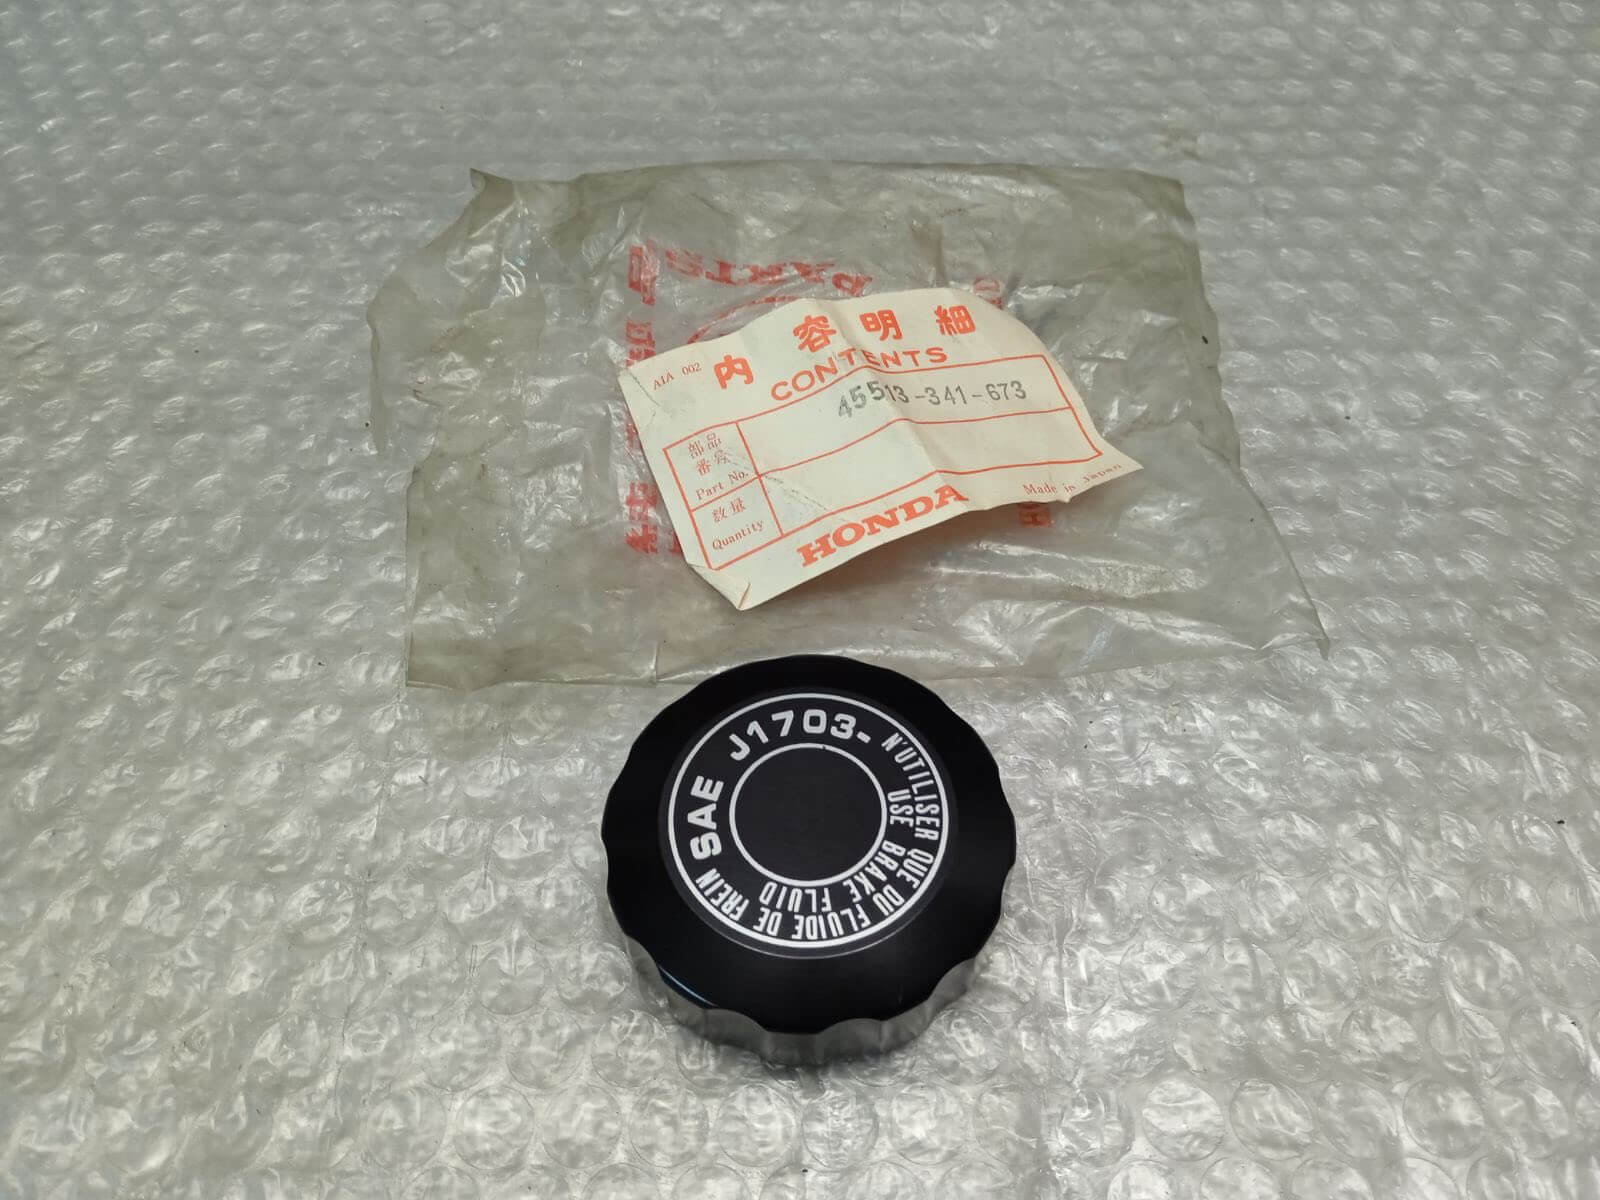 PARTS
AIA 002
内容明細
CONTENTS
部品
番号
Part No.
45513-341-673
数量
Quantity
HONDA
Made in Japan
SAE J1703-
N'UTILISER QUE DU FLUIDE DE FREIN
USE BRAKE FLUID